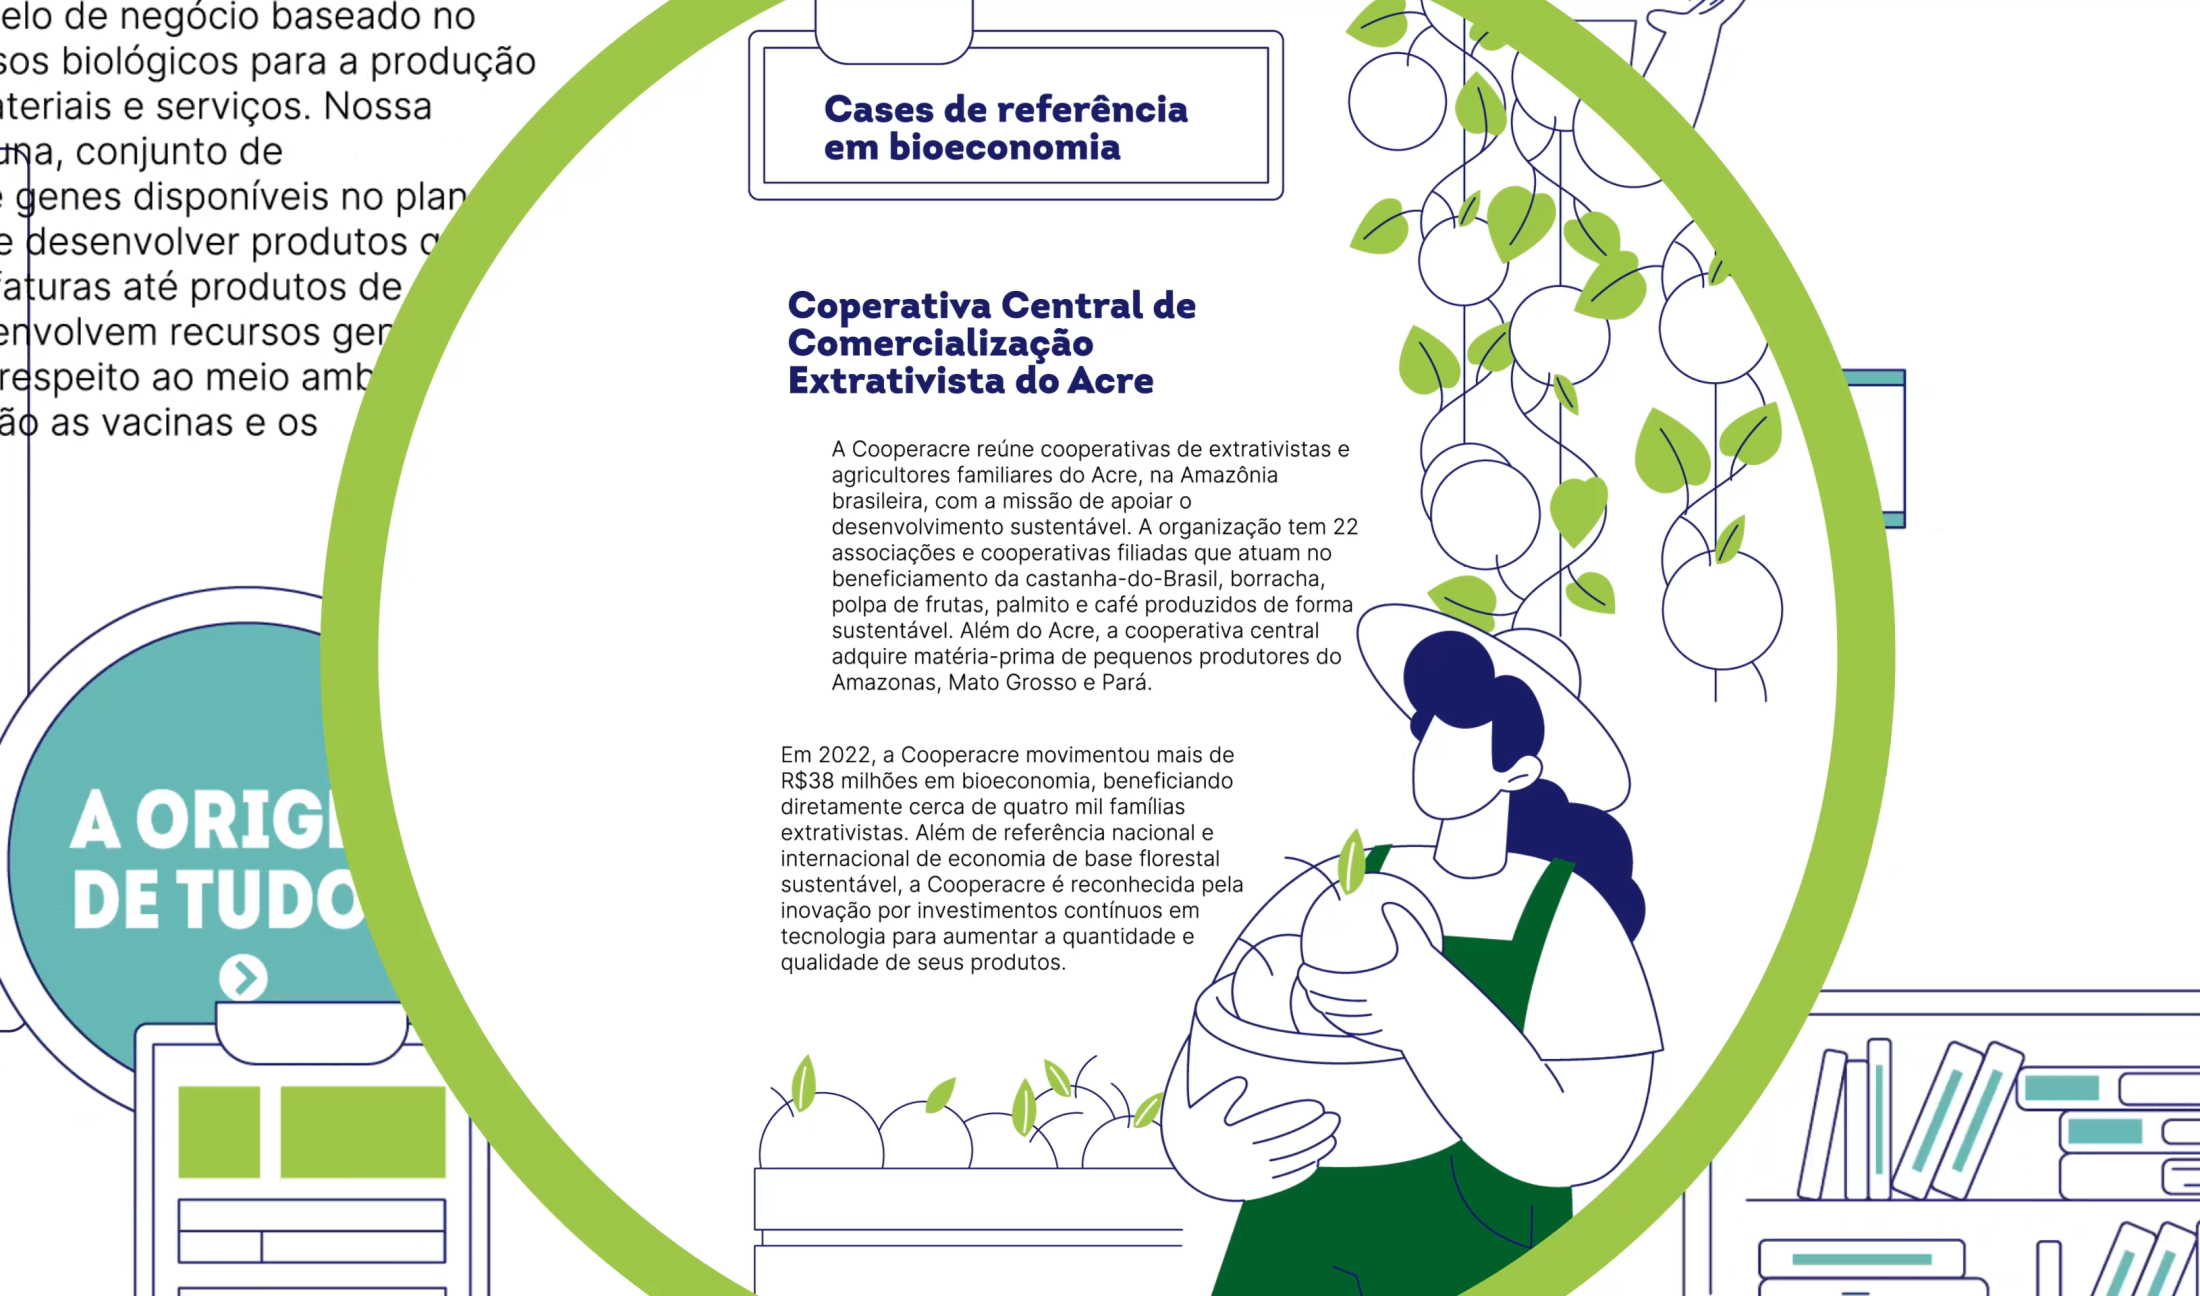 elo de negócio baseado no
sos biológicos para a produção
ateriais e serviços. Nossa
una, conjunto de
e genes disponíveis no plan
e desenvolver produtos q
faturas até produtos de
envolvem recursos gen
respeito ao meio amb
ão as vacinas e os
A ORIGE
DE TUDO
Cases de referência
em bioeconomia
Coperativa Central de
Comercialização
Extrativista do Acre
A Cooperacre reúne cooperativas de extrativistas e
agricultores familiares do Acre, na Amazônia
brasileira, com a missão de apoiar o
desenvolvimento sustentável. A organização tem 22
associações e cooperativas filiadas que atuam no
beneficiamento da castanha-do-Brasil, borracha,
polpa de frutas, palmito e café produzidos de forma
sustentável. Além do Acre, a cooperativa central
adquire matéria-prima de pequenos produtores do
Amazonas, Mato Grosso e Pará.
Em 2022, a Cooperacre movimentou mais de
R$38 milhões em bioeconomia, beneficiando
diretamente cerca de quatro mil famílias
extrativistas. Além de referência nacional e
internacional de economia de base florestal
sustentável, a Cooperacre é reconhecida pela
inovação por investimentos contínuos em
tecnologia para aumentar a quantidade e
qualidade de seus produtos.